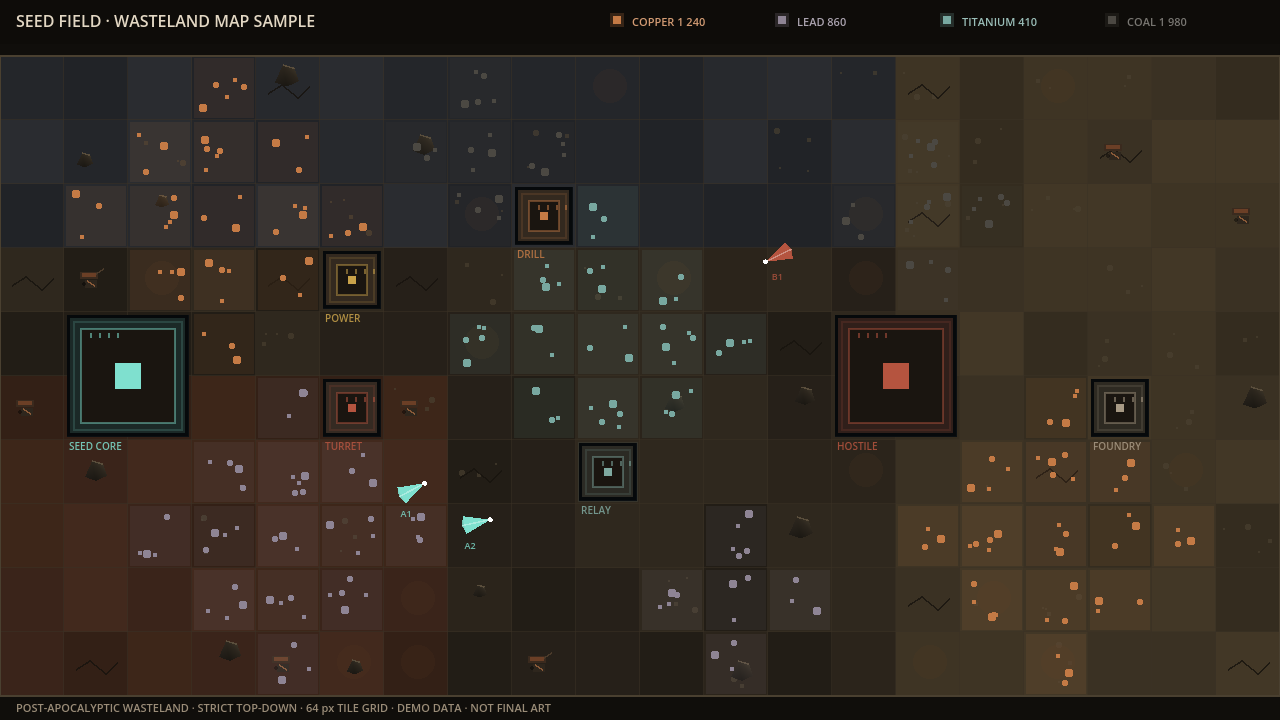 SEED FIELD · WASTELAND MAP SAMPLE
COPPER 1 240
LEAD 860
TITANIUM 410
COAL 1 980
DRILL
B1
POWER
SEED CORE
TURRET
HOSTILE
FOUNDRY
RELAY
A1
A2
POST-APOCALYPTIC WASTELAND · STRICT TOP-DOWN · 64 px TILE GRID · DEMO DATA · NOT FINAL ART